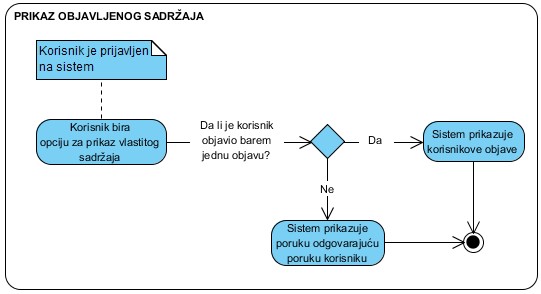 PRIKAZ OBJAVLJENOG SADRŽAJA
Korisnik je prijavljen
na sistem
Korisnik bira
opciju za prikaz vlastitog
sadržaja
Da li je korisnik
objavio barem
jednu objavu?
Da
Sistem prikazuje
korisnikove objave
Ne
Sistem prikazuje
poruku odgovarajuću
poruku korisniku